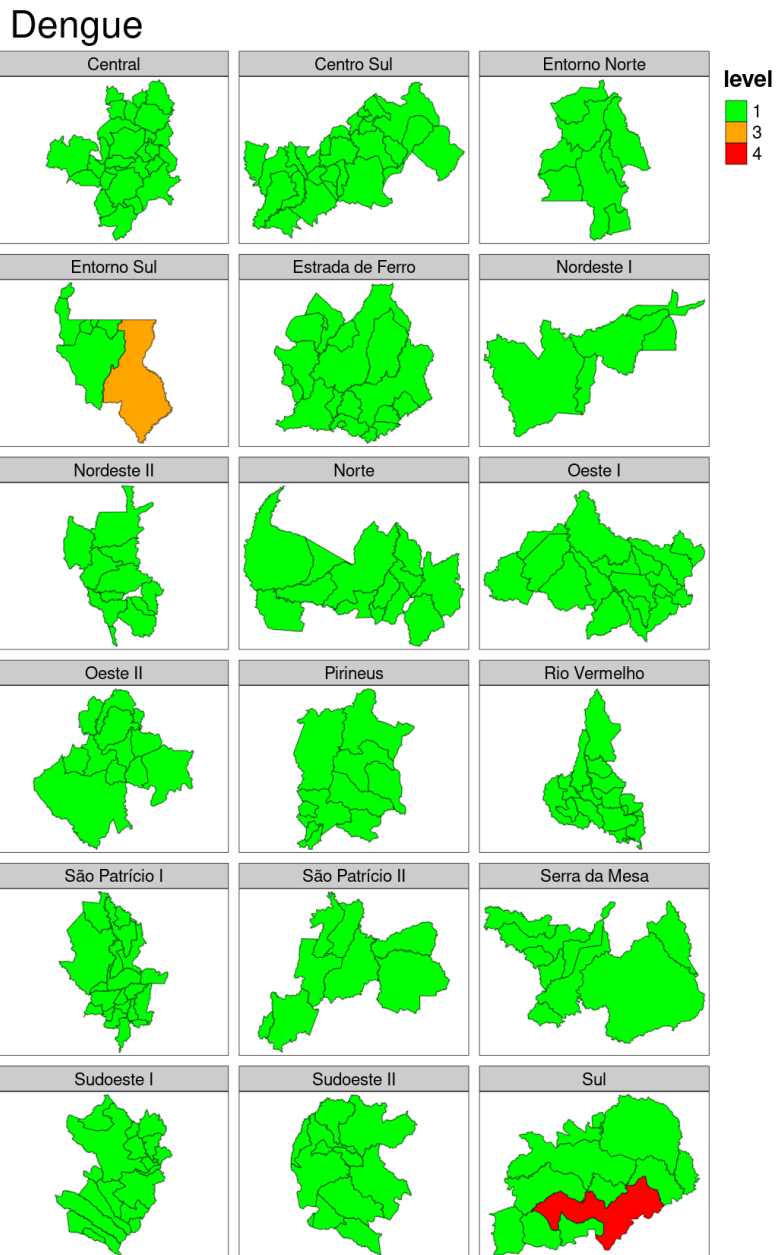 Dengue
Central
Centro Sul
Entorno Norte
level
1
3
4
Entorno Sul
Estrada de Ferro
Nordeste I
Nordeste II
Norte
Oeste I
Oeste II
Pirineus
Rio Vermelho
São Patrício I
São Patrício II
Serra da Mesa
Sudoeste I
Sudoeste II
Sul